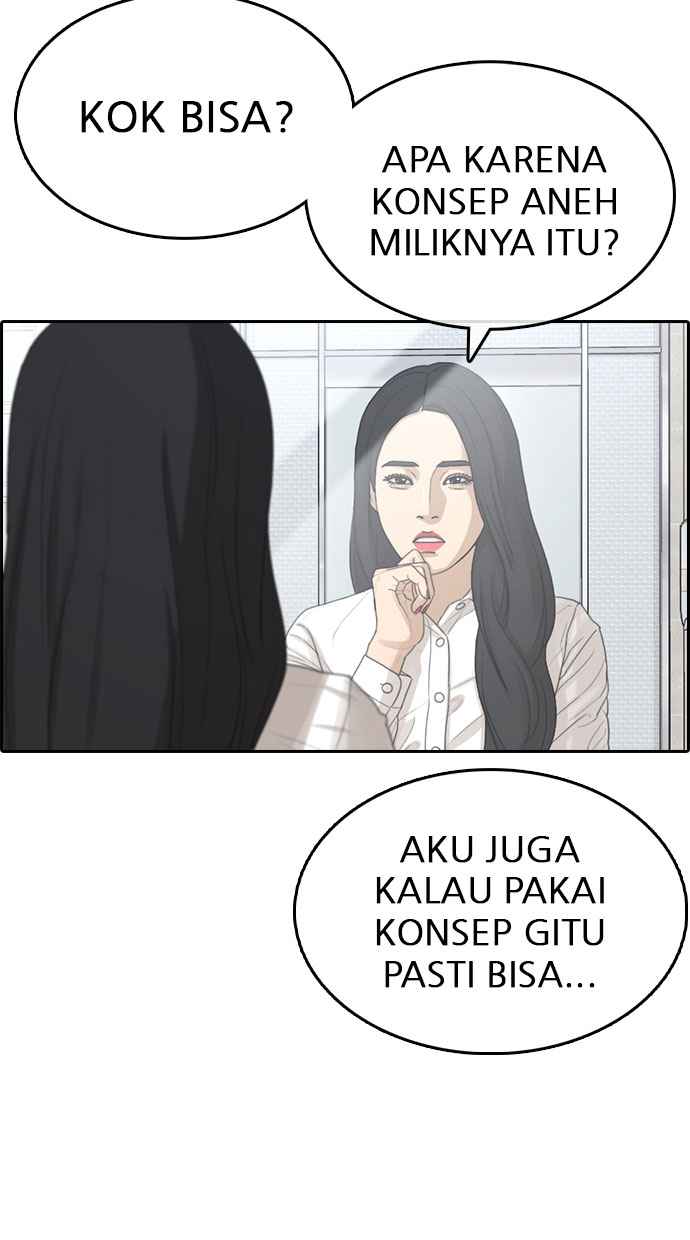 KOK BISA?
APA KARENA
KONSEP ANEH
MILIKNYA ITU?
AKU JUGA
KALAU PAKAI
KONSEP GITU
PASTI BISA...